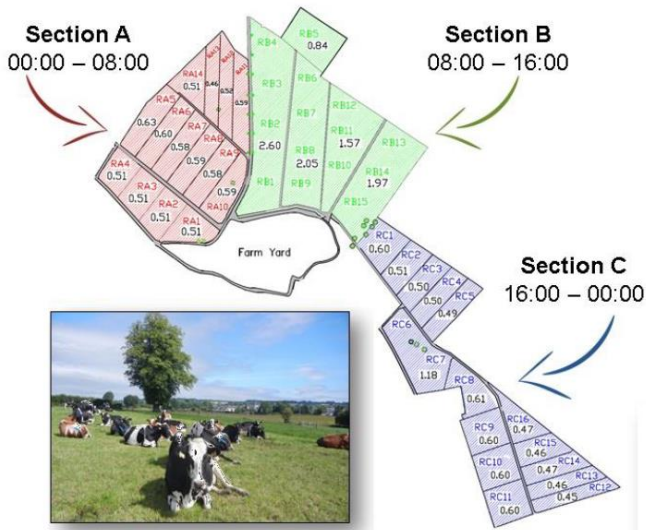 Section A
00:00 – 08:00
Section B
08:00 – 16:00
Section C
16:00 – 00:00
RA14
0.51
RA13
0.46
0.52
RA11
0.59
RA5
0.63
RA6
0.60
RA7
0.58
RA8
0.59
RA9
0.58
RA10
0.59
RA4
0.51
RA3
0.51
RA2
0.51
RA1
0.51
RB4
RB3
RB2
2.60
RB1
RB5
0.84
RB6
RB7
RB8
2.05
RB9
RB12
RB11
1.57
RB10
RB13
RB14
1.97
RB15
Farm Yard
RC1
0.60
RC2
0.51
RC3
0.50
RC4
0.50
RC5
0.49
RC6
RC7
1.18
RC8
0.61
RC9
0.60
RC10
0.60
RC11
0.60
RC16
0.47
RC15
0.46
RC14
0.47
RC13
0.46
RC12
0.45